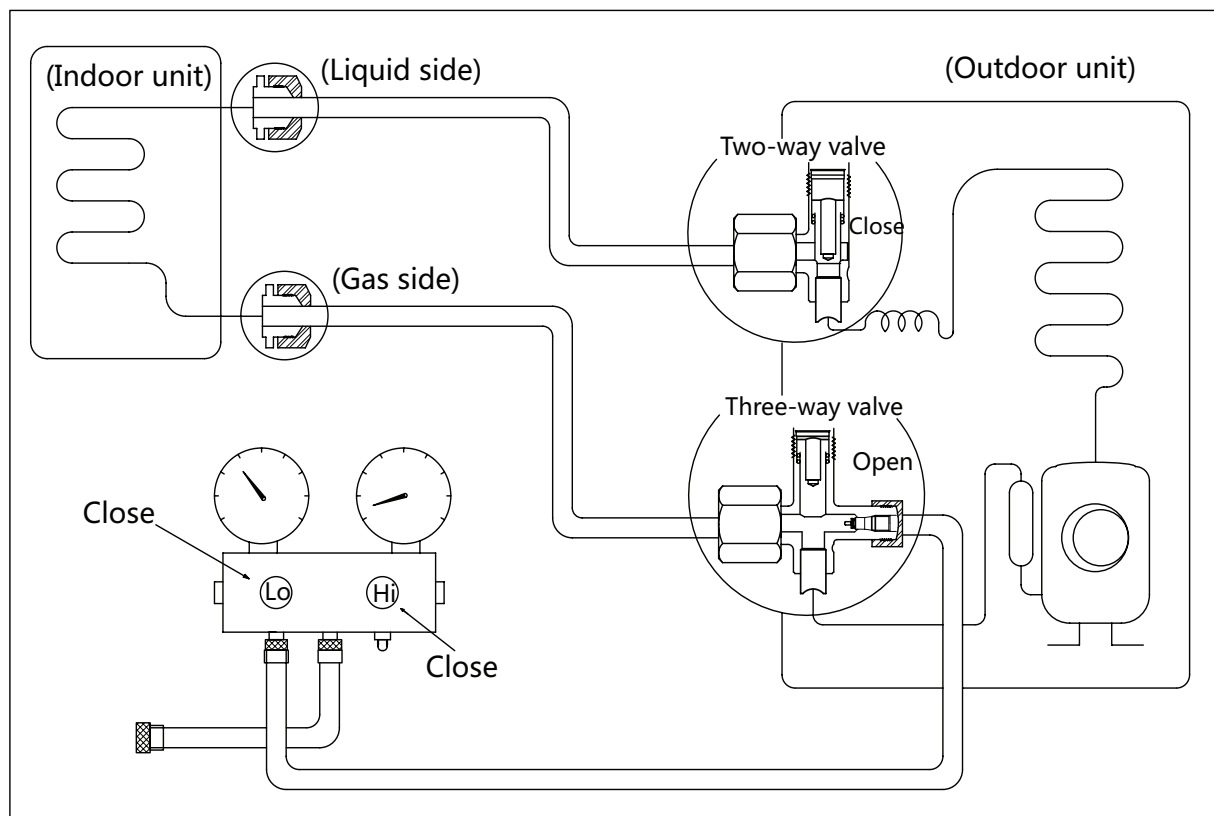 (Indoor unit)
(Liquid side)
(Outdoor unit)
Two-way valve
Close
(Gas side)
Three-way valve
Open
Close
Lo
Hi
Close